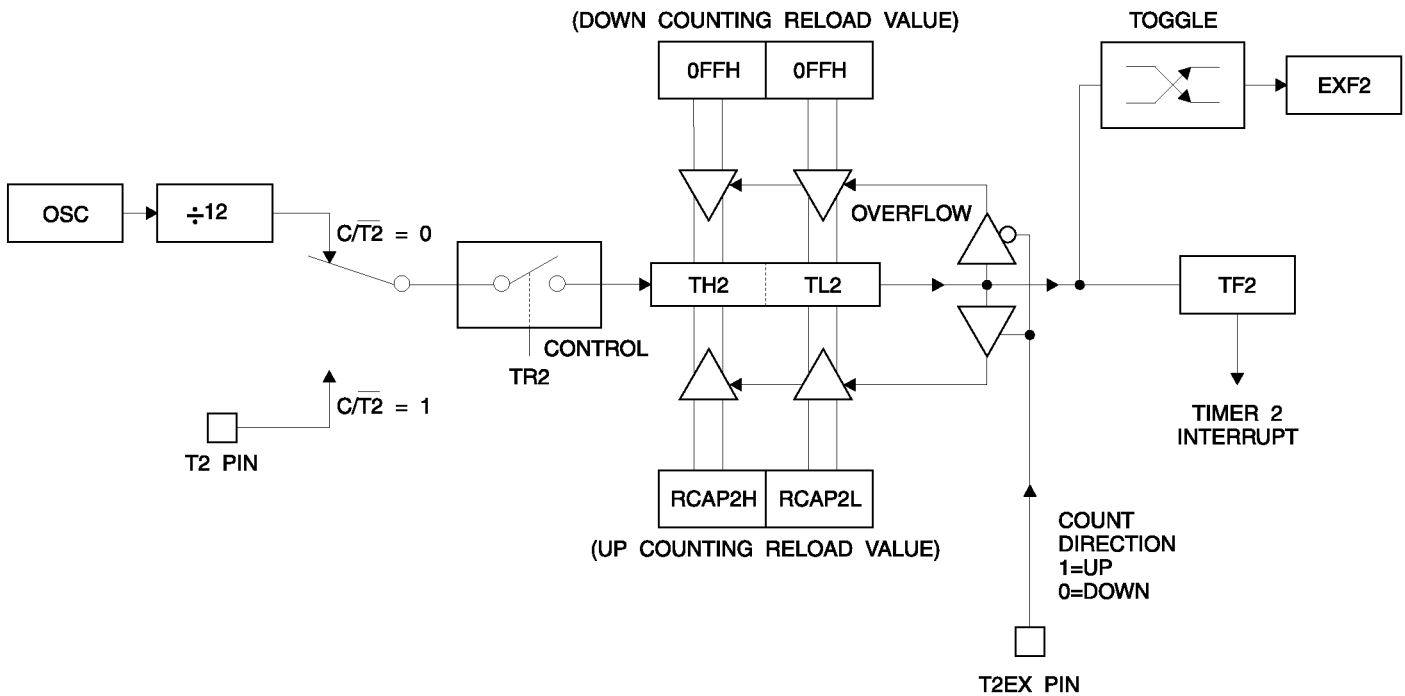 (DOWN COUNTING RELOAD VALUE)
TOGGLE
0FFH
0FFH
EXF2
OSC
÷12
C/T2̅ = 0
OVERFLOW
TH2
TL2
TF2
CONTROL
TR2
C/T2̅ = 1
T2 PIN
TIMER 2
INTERRUPT
RCAP2H
RCAP2L
(UP COUNTING RELOAD VALUE)
COUNT
DIRECTION
1=UP
0=DOWN
T2EX PIN